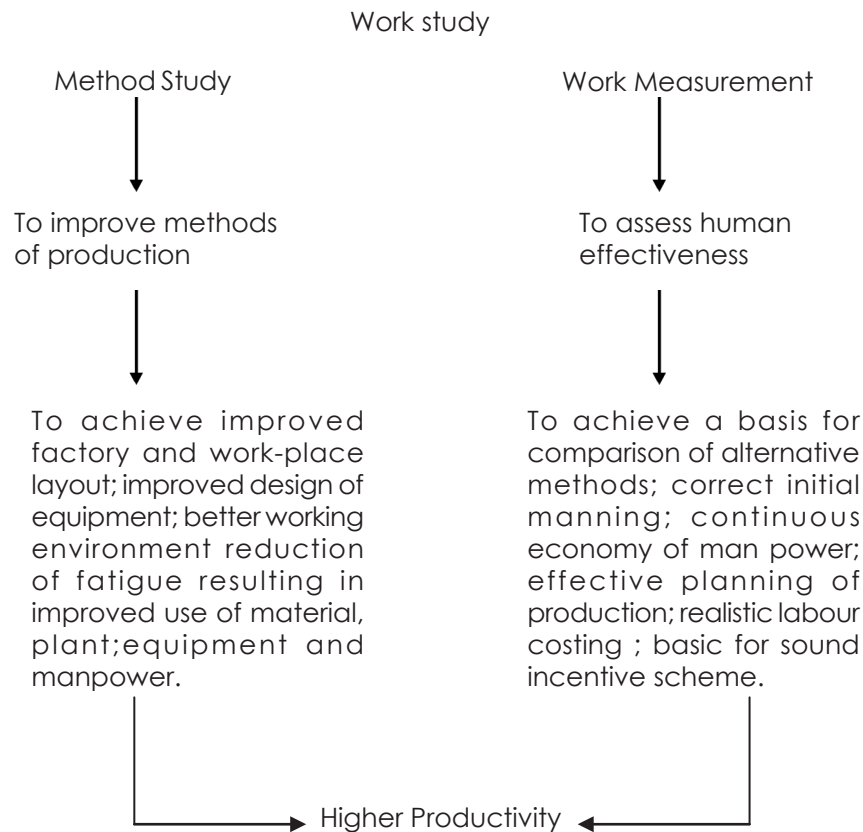 Work study
Method Study
To improve methods
of production
To achieve improved
factory and work-place
layout; improved design of
equipment; better working
environment reduction
of fatigue resulting in
improved use of material,
plant;equipment and
manpower.
Work Measurement
To assess human
effectiveness
To achieve a basis for
comparison of alternative
methods; correct initial
manning; continuous
economy of man power;
effective planning of
production; realistic labour
costing ; basic for sound
incentive scheme.
Higher Productivity